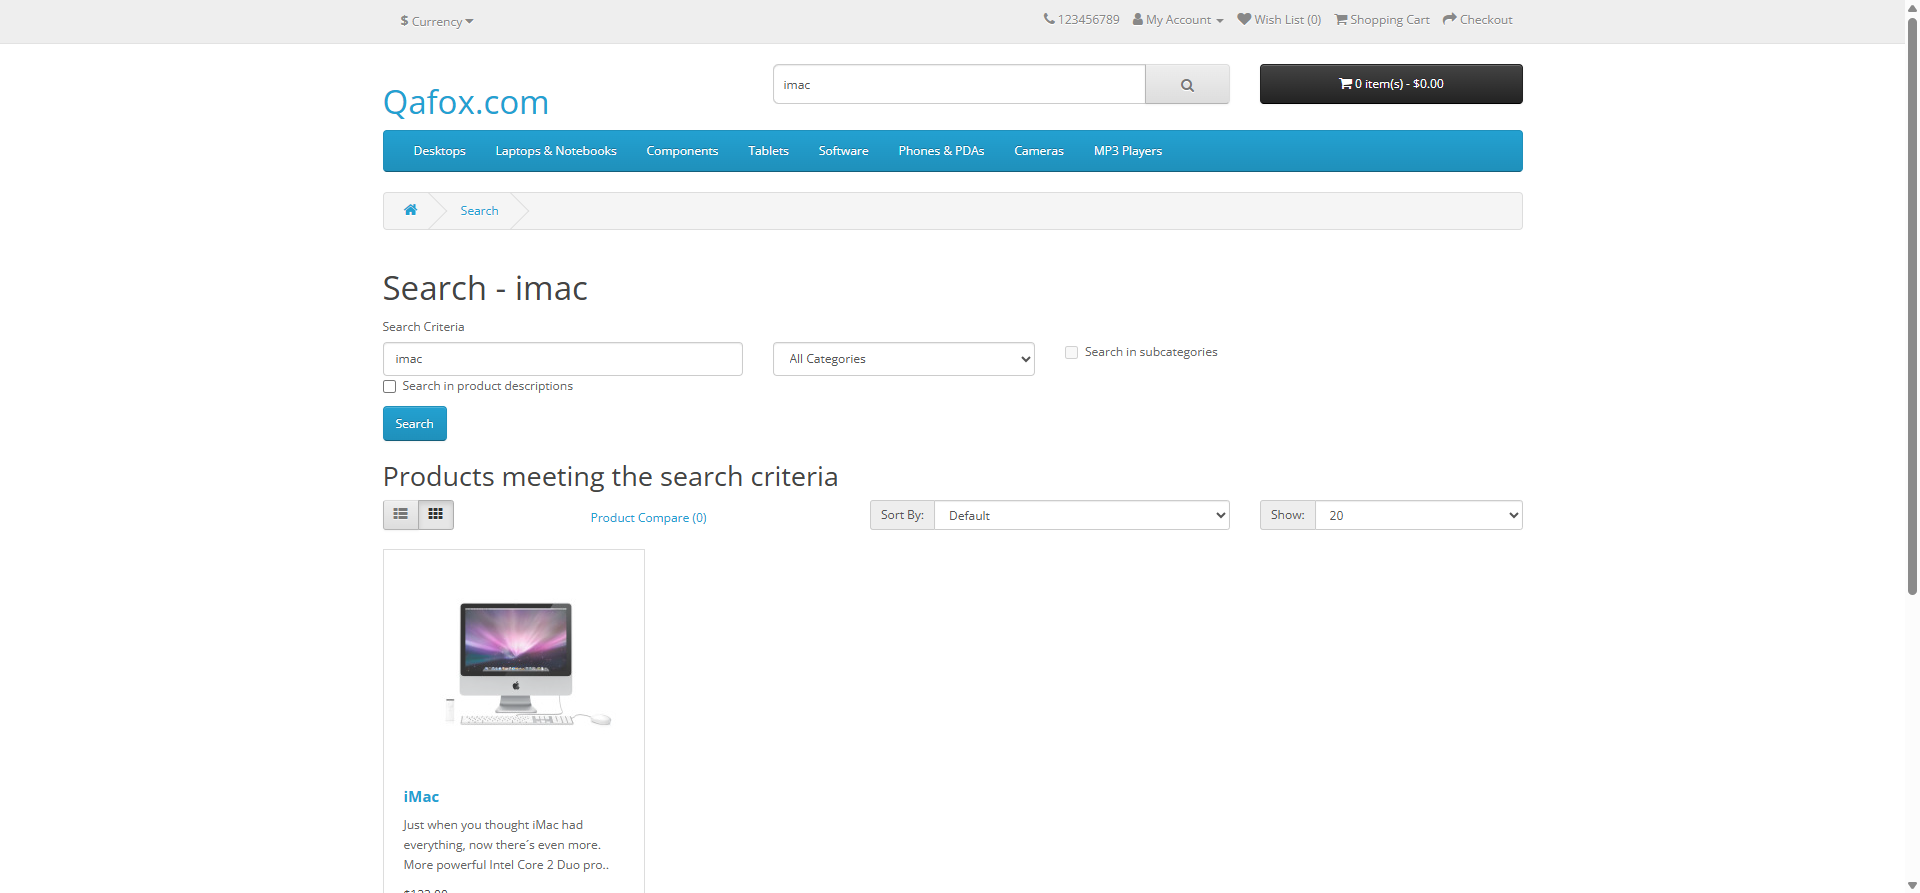 $ Currency
123456789 My Account Wish List (0) Shopping Cart Checkout
Qafox.com
imac
0 item(s) - $0.00
Desktops Laptops & Notebooks Components Tablets Software Phones & PDAs Cameras MP3 Players
Search
Search - imac
Search Criteria
imac
All Categories
Search in subcategories
Search in product descriptions
Search
Products meeting the search criteria
Product Compare (0)
Sort By: Default
Show: 20
iMac
Just when you thought iMac had
everything, now there´s even more.
More powerful Intel Core 2 Duo pro..